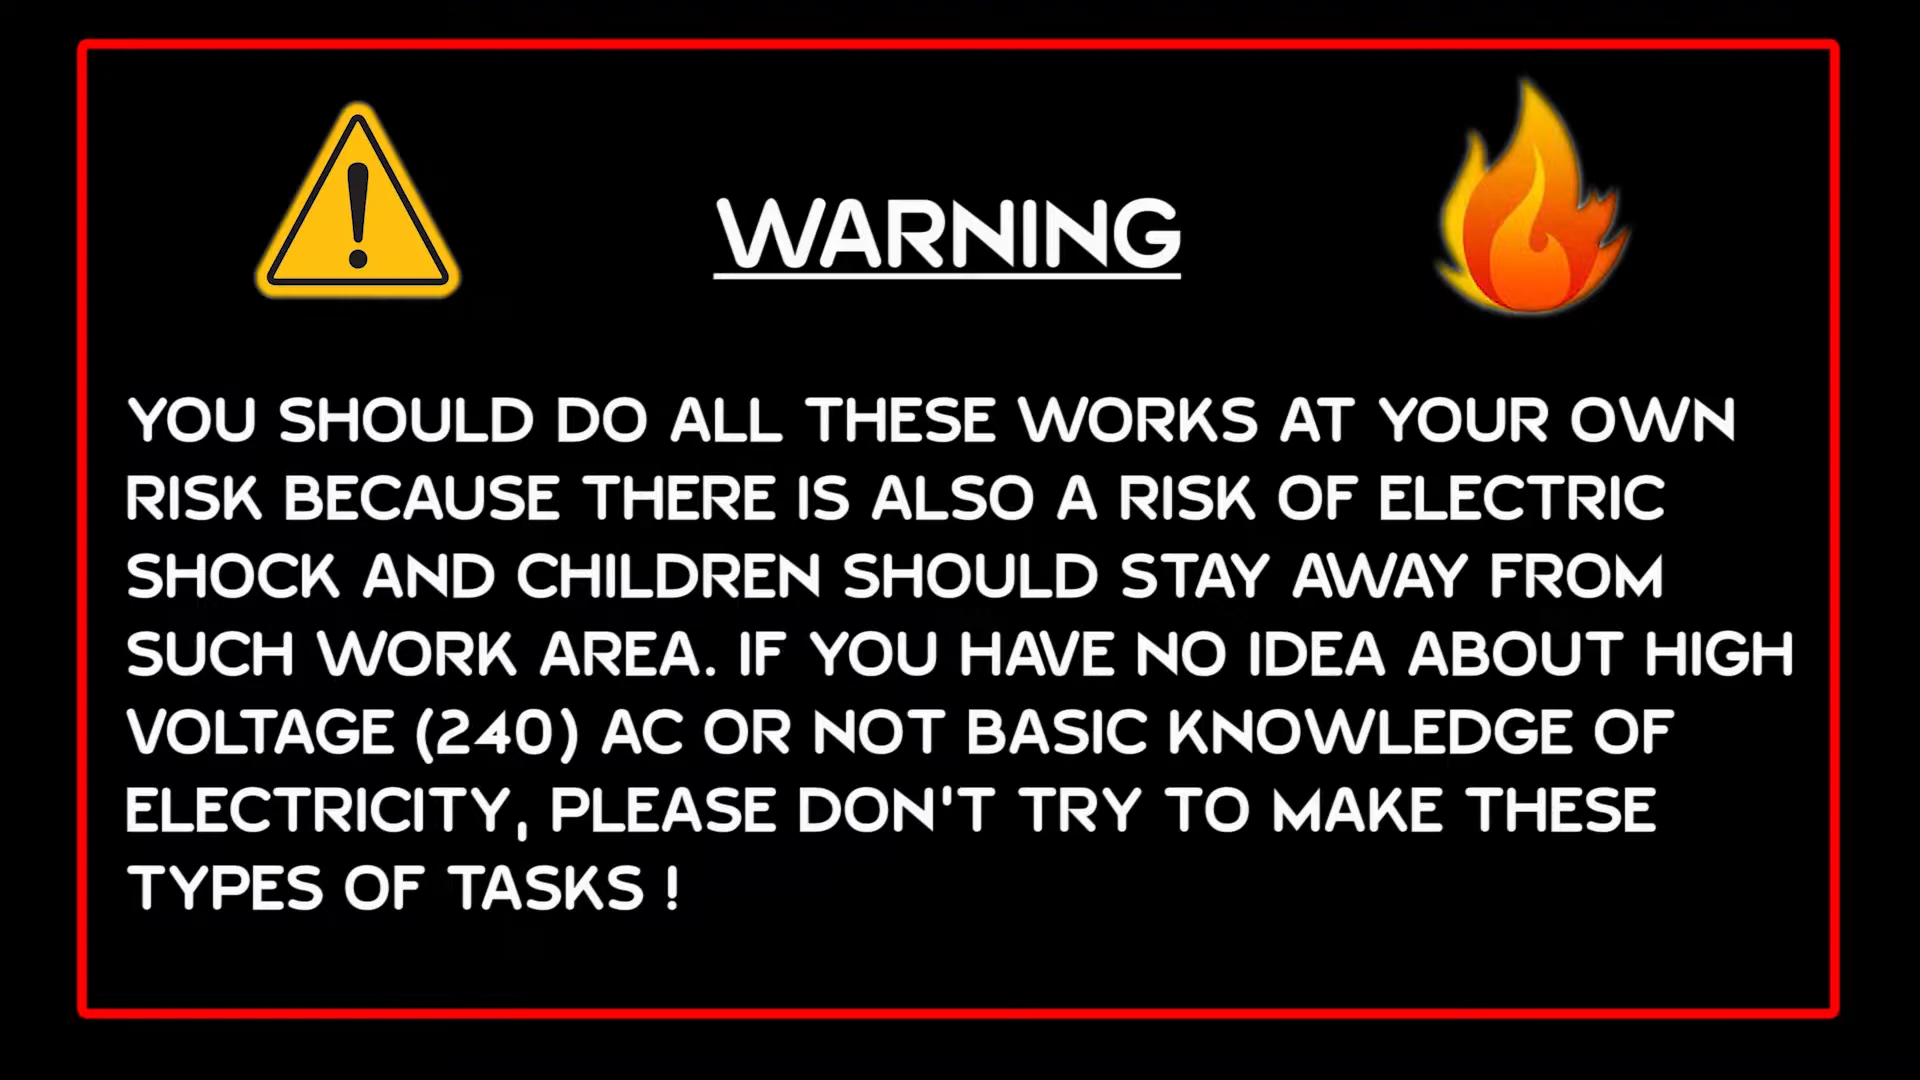 WARNING
YOU SHOULD DO ALL THESE WORKS AT YOUR OWN
RISK BECAUSE THERE IS ALSO A RISK OF ELECTRIC
SHOCK AND CHILDREN SHOULD STAY AWAY FROM
SUCH WORK AREA. IF YOU HAVE NO IDEA ABOUT HIGH
VOLTAGE (240) AC OR NOT BASIC KNOWLEDGE OF
ELECTRICITY, PLEASE DON'T TRY TO MAKE THESE
TYPES OF TASKS !